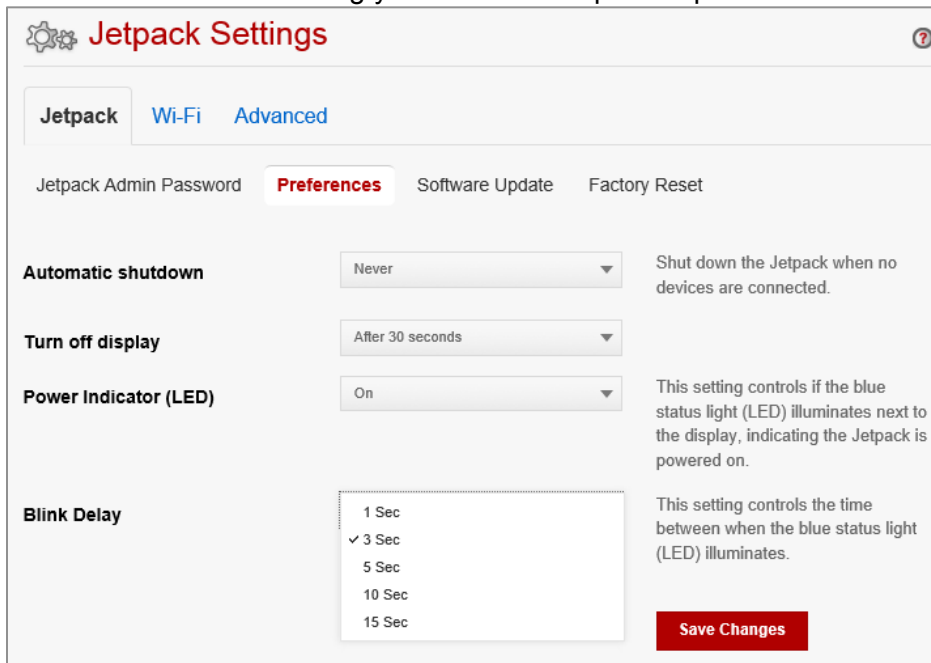 Jetpack Settings
?
Jetpack Wi-Fi Advanced
Jetpack Admin Password Preferences Software Update Factory Reset
Automatic shutdown
Never
Shut down the Jetpack when no
devices are connected.
Turn off display
After 30 seconds
Power Indicator (LED)
On
This setting controls if the blue
status light (LED) illuminates next to
the display, indicating the Jetpack is
powered on.
Blink Delay
1 Sec
✓ 3 Sec
5 Sec
10 Sec
15 Sec
This setting controls the time
between when the blue status light
(LED) illuminates.
Save Changes